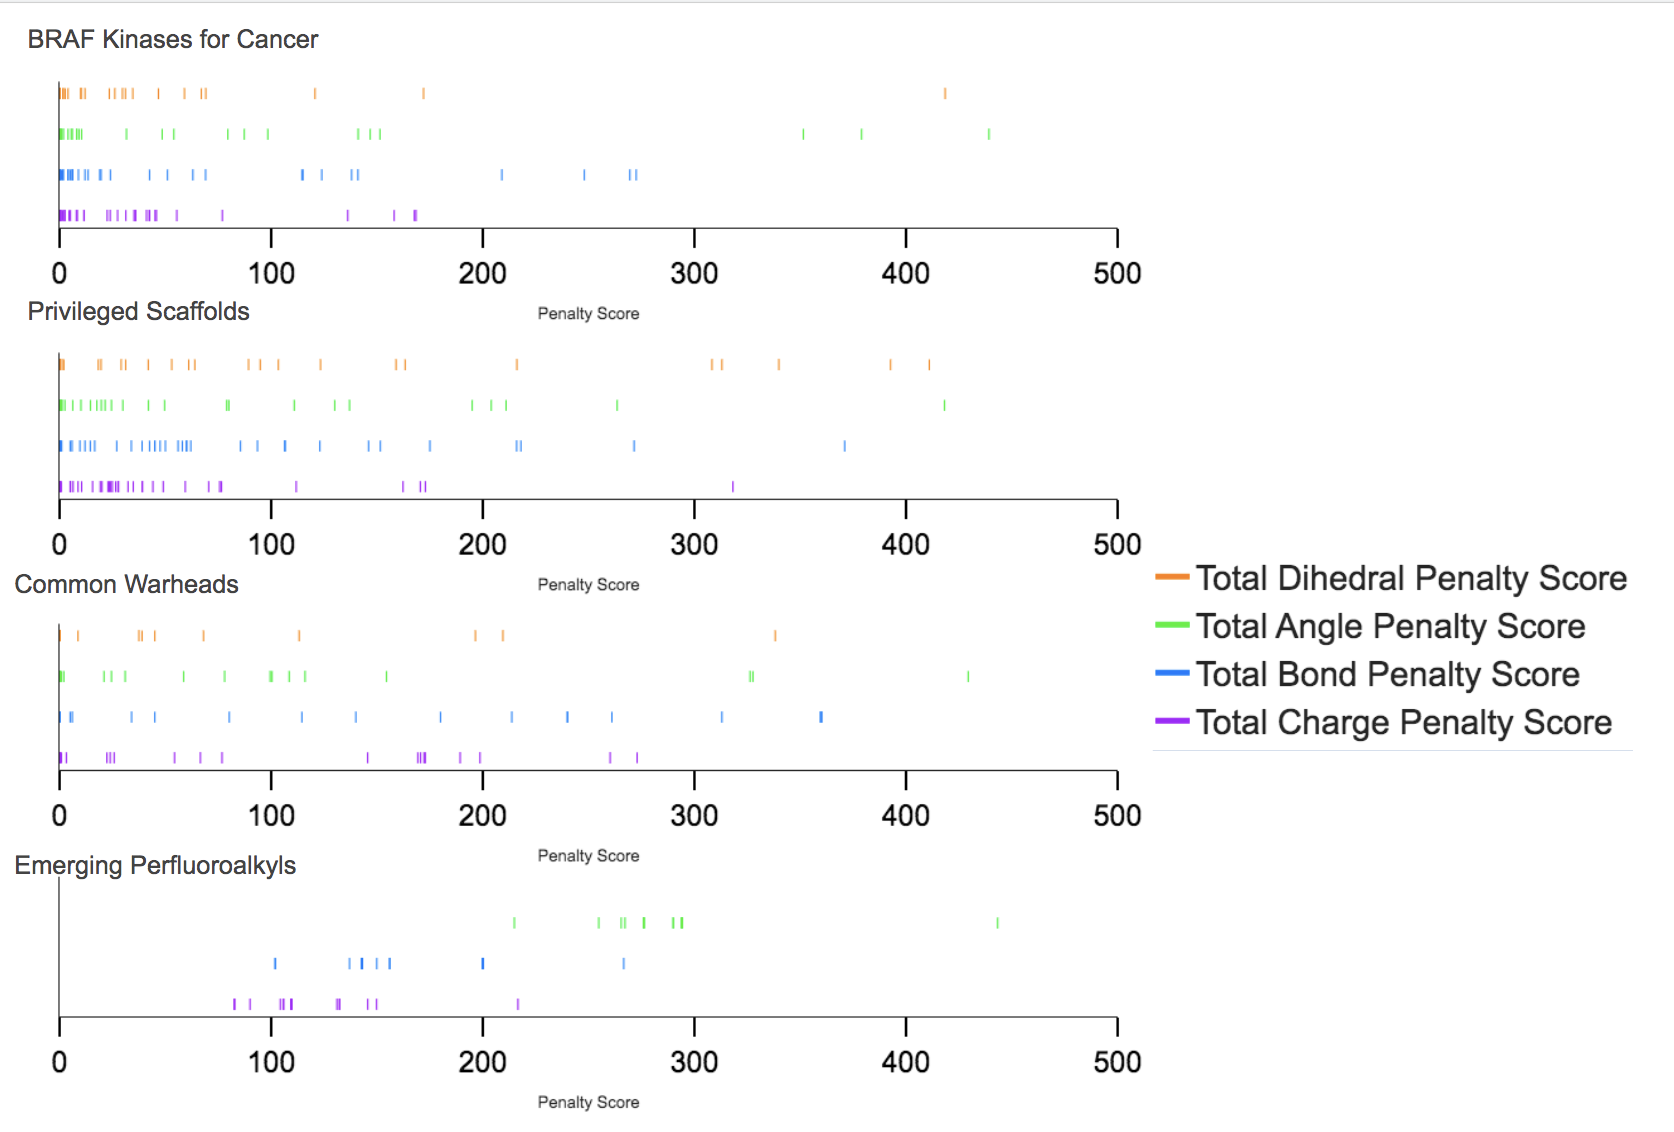 BRAF Kinases for Cancer
0 100 200 300 400 500
Penalty Score
Privileged Scaffolds
0 100 200 300 400 500
Penalty Score
Common Warheads
0 100 200 300 400 500
Penalty Score
Emerging Perfluoroalkyls
0 100 200 300 400 500
Penalty Score
Total Dihedral Penalty Score
Total Angle Penalty Score
Total Bond Penalty Score
Total Charge Penalty Score